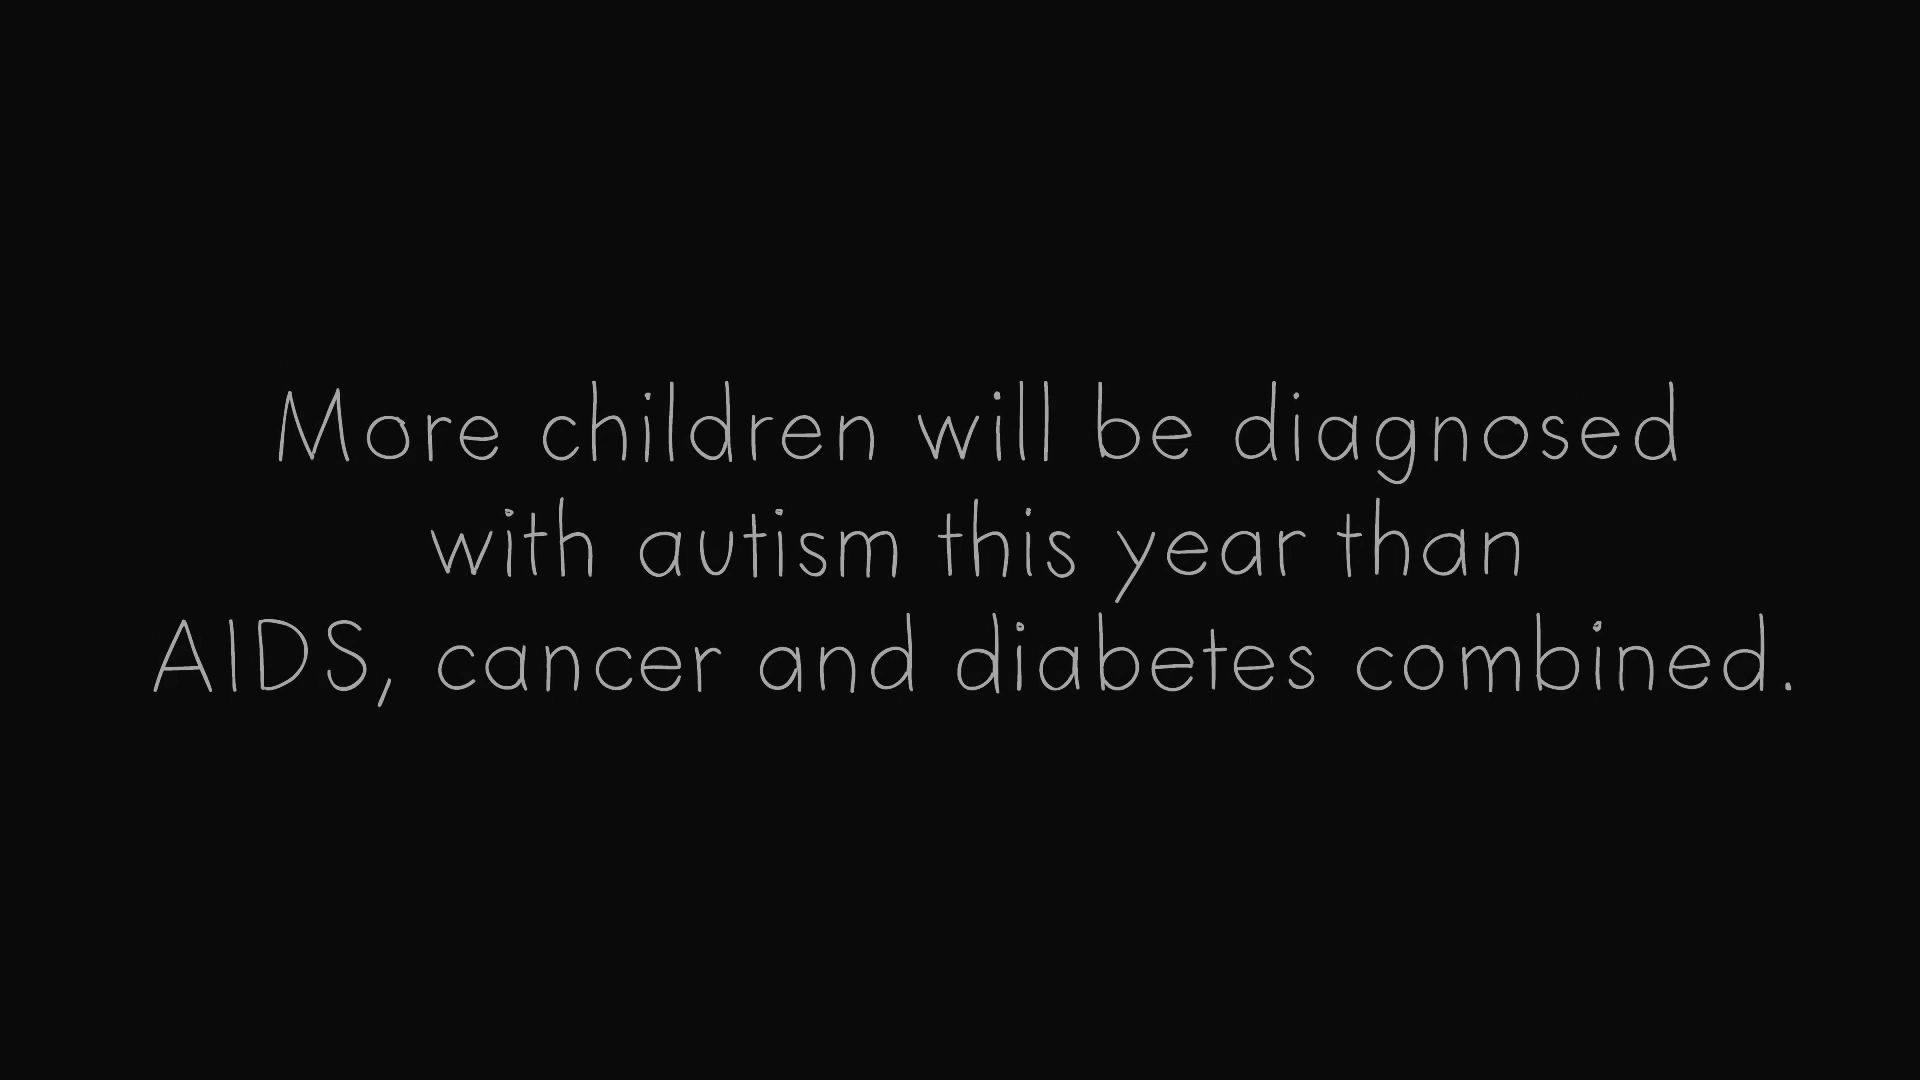 More children will be diagnosed
with autism this year than
AIDS, cancer and diabetes combined.